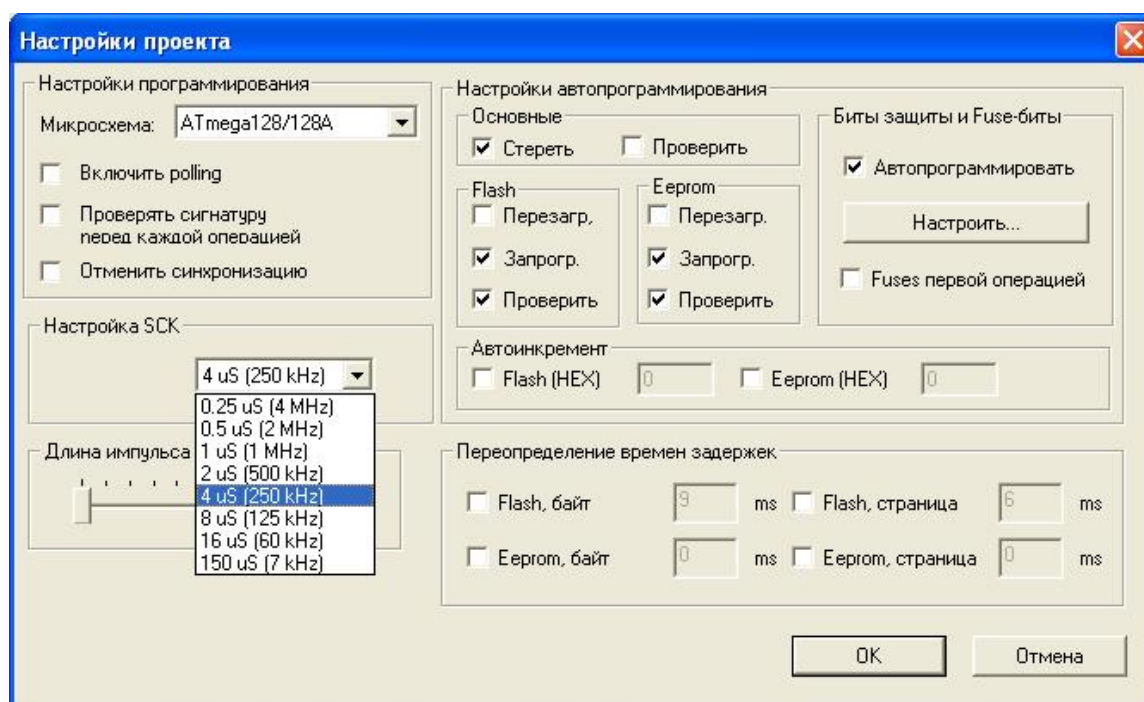 Настройки проекта
Настройки программирования
Микросхема: ATmega128/128A
Включить polling
Проверять сигнатуру
перед каждой операцией
Отменить синхронизацию
Настройка SCK
4 uS (250 kHz)
0.25 uS (4 MHz)
0.5 uS (2 MHz)
1 uS (1 MHz)
2 uS (500 kHz)
4 uS (250 kHz)
8 uS (125 kHz)
16 uS (60 kHz)
150 uS (7 kHz)
Длина импульса
Настройки автопрограммирования
Основные
Стереть Проверить
Flash
Перезагр,
Запрогр.
Проверить
Eeprom
Перезагр.
Запрогр.
Проверить
Биты защиты и Fuse-биты
Автопрограммировать
Настроить...
Fuses первой операцией
Автоинкремент
Flash (HEX) 0 Eeprom (HEX) 0
Переопределение времен задержек
Flash, байт 9 ms Flash, страница 6 ms
Eeprom, байт 0 ms Eeprom, страница 0 ms
OK Отмена